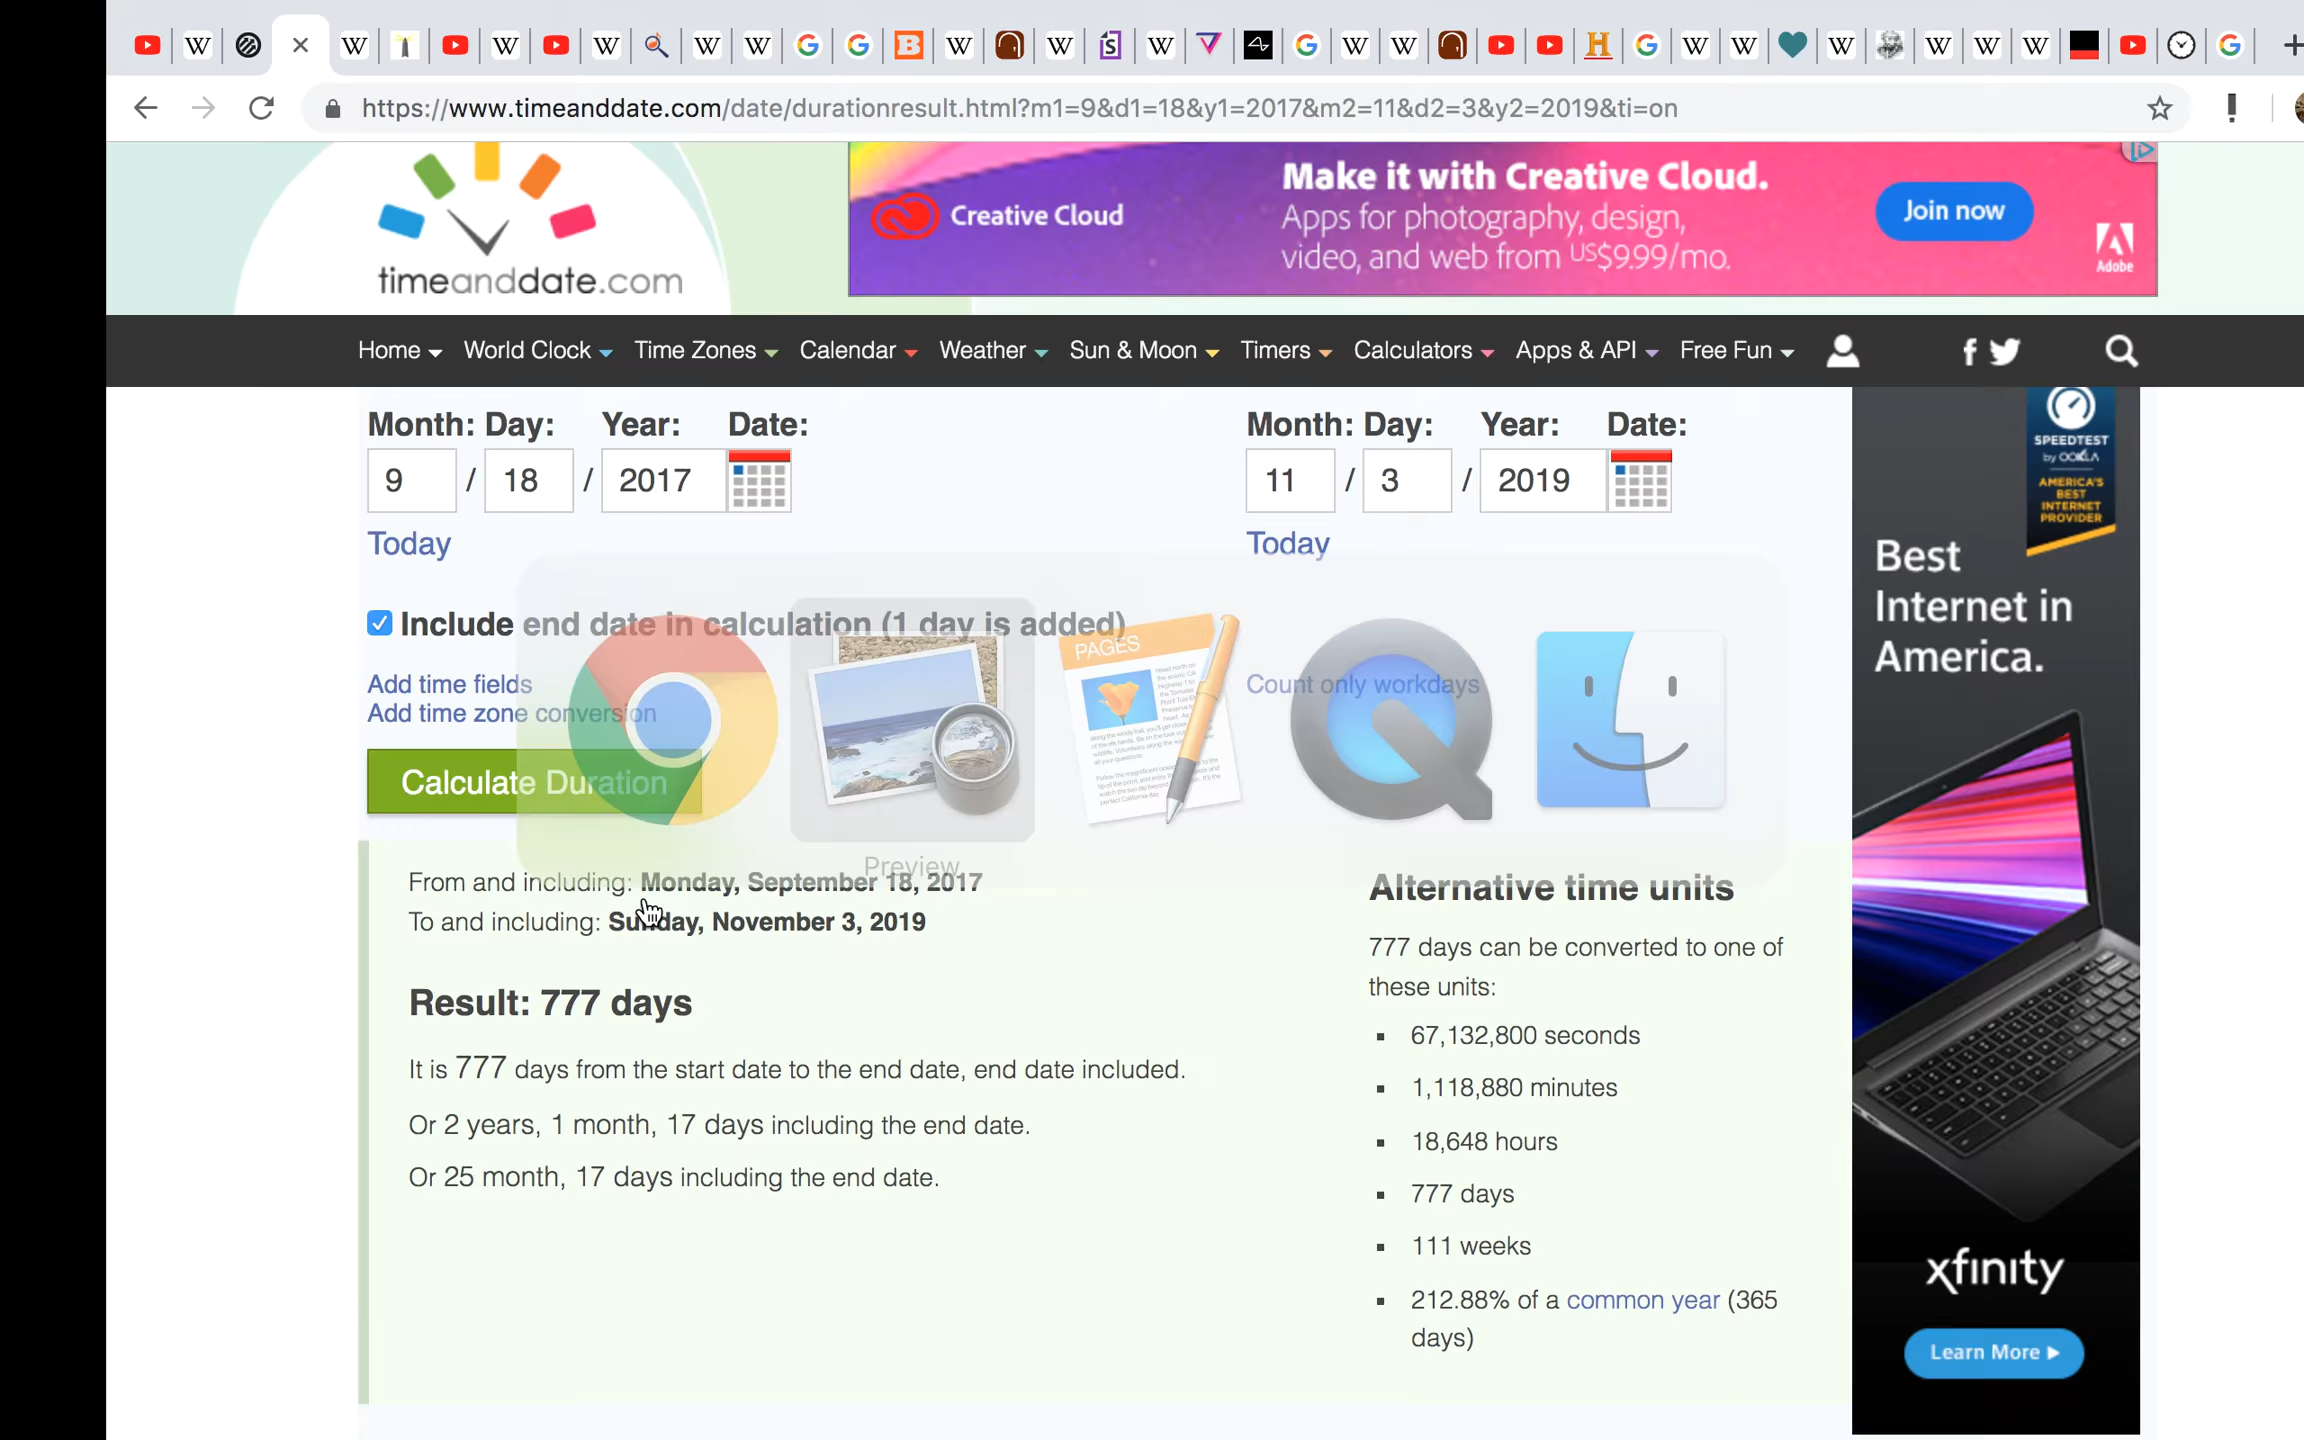 https://www.timeanddate.com/date/durationresult.html?m1=9&d1=18&y1=2017&m2=11&d2=3&y2=2019&ti=on
timeanddate.com
Creative Cloud
Make it with Creative Cloud.
Apps for photography, design,
video, and web from US$9.99/mo.
Join now
Adobe
Home World Clock Time Zones Calendar Weather Sun & Moon Timers Calculators Apps & API Free Fun
Month: Day: Year: Date:
9 / 18 / 2017
Today
Month: Day: Year: Date:
11 / 3 / 2019
Today
Include end date in calculation (1 day is added)
Add time fields
Add time zone conversion
Count only workdays
Calculate Duration
PAGES
Preview
From and including: Monday, September 18, 2017
To and including: Sunday, November 3, 2019
Result: 777 days
It is 777 days from the start date to the end date, end date included.
Or 2 years, 1 month, 17 days including the end date.
Or 25 month, 17 days including the end date.
Alternative time units
777 days can be converted to one of
these units:
67,132,800 seconds
1,118,880 minutes
18,648 hours
777 days
111 weeks
212.88% of a common year (365
days)
SPEEDTEST
by OOKLA
AMERICA'S
BEST
INTERNET
PROVIDER
Best
Internet in
America.
xfinity
Learn More